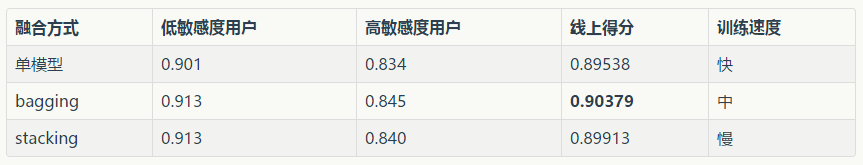 融合方式 低敏感度用户 高敏感度用户 线上得分 训练速度
单模型 0.901 0.834 0.89538 快
bagging 0.913 0.845 0.90379 中
stacking 0.913 0.840 0.89913 慢